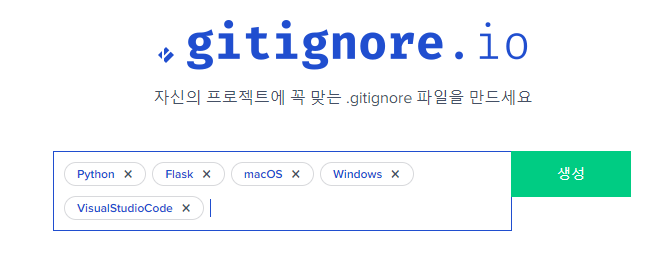 .gitignore.io
자신의 프로젝트에 꼭 맞는 .gitignore 파일을 만드세요
Python × Flask × macOS × Windows × 생성
VisualStudioCode ×